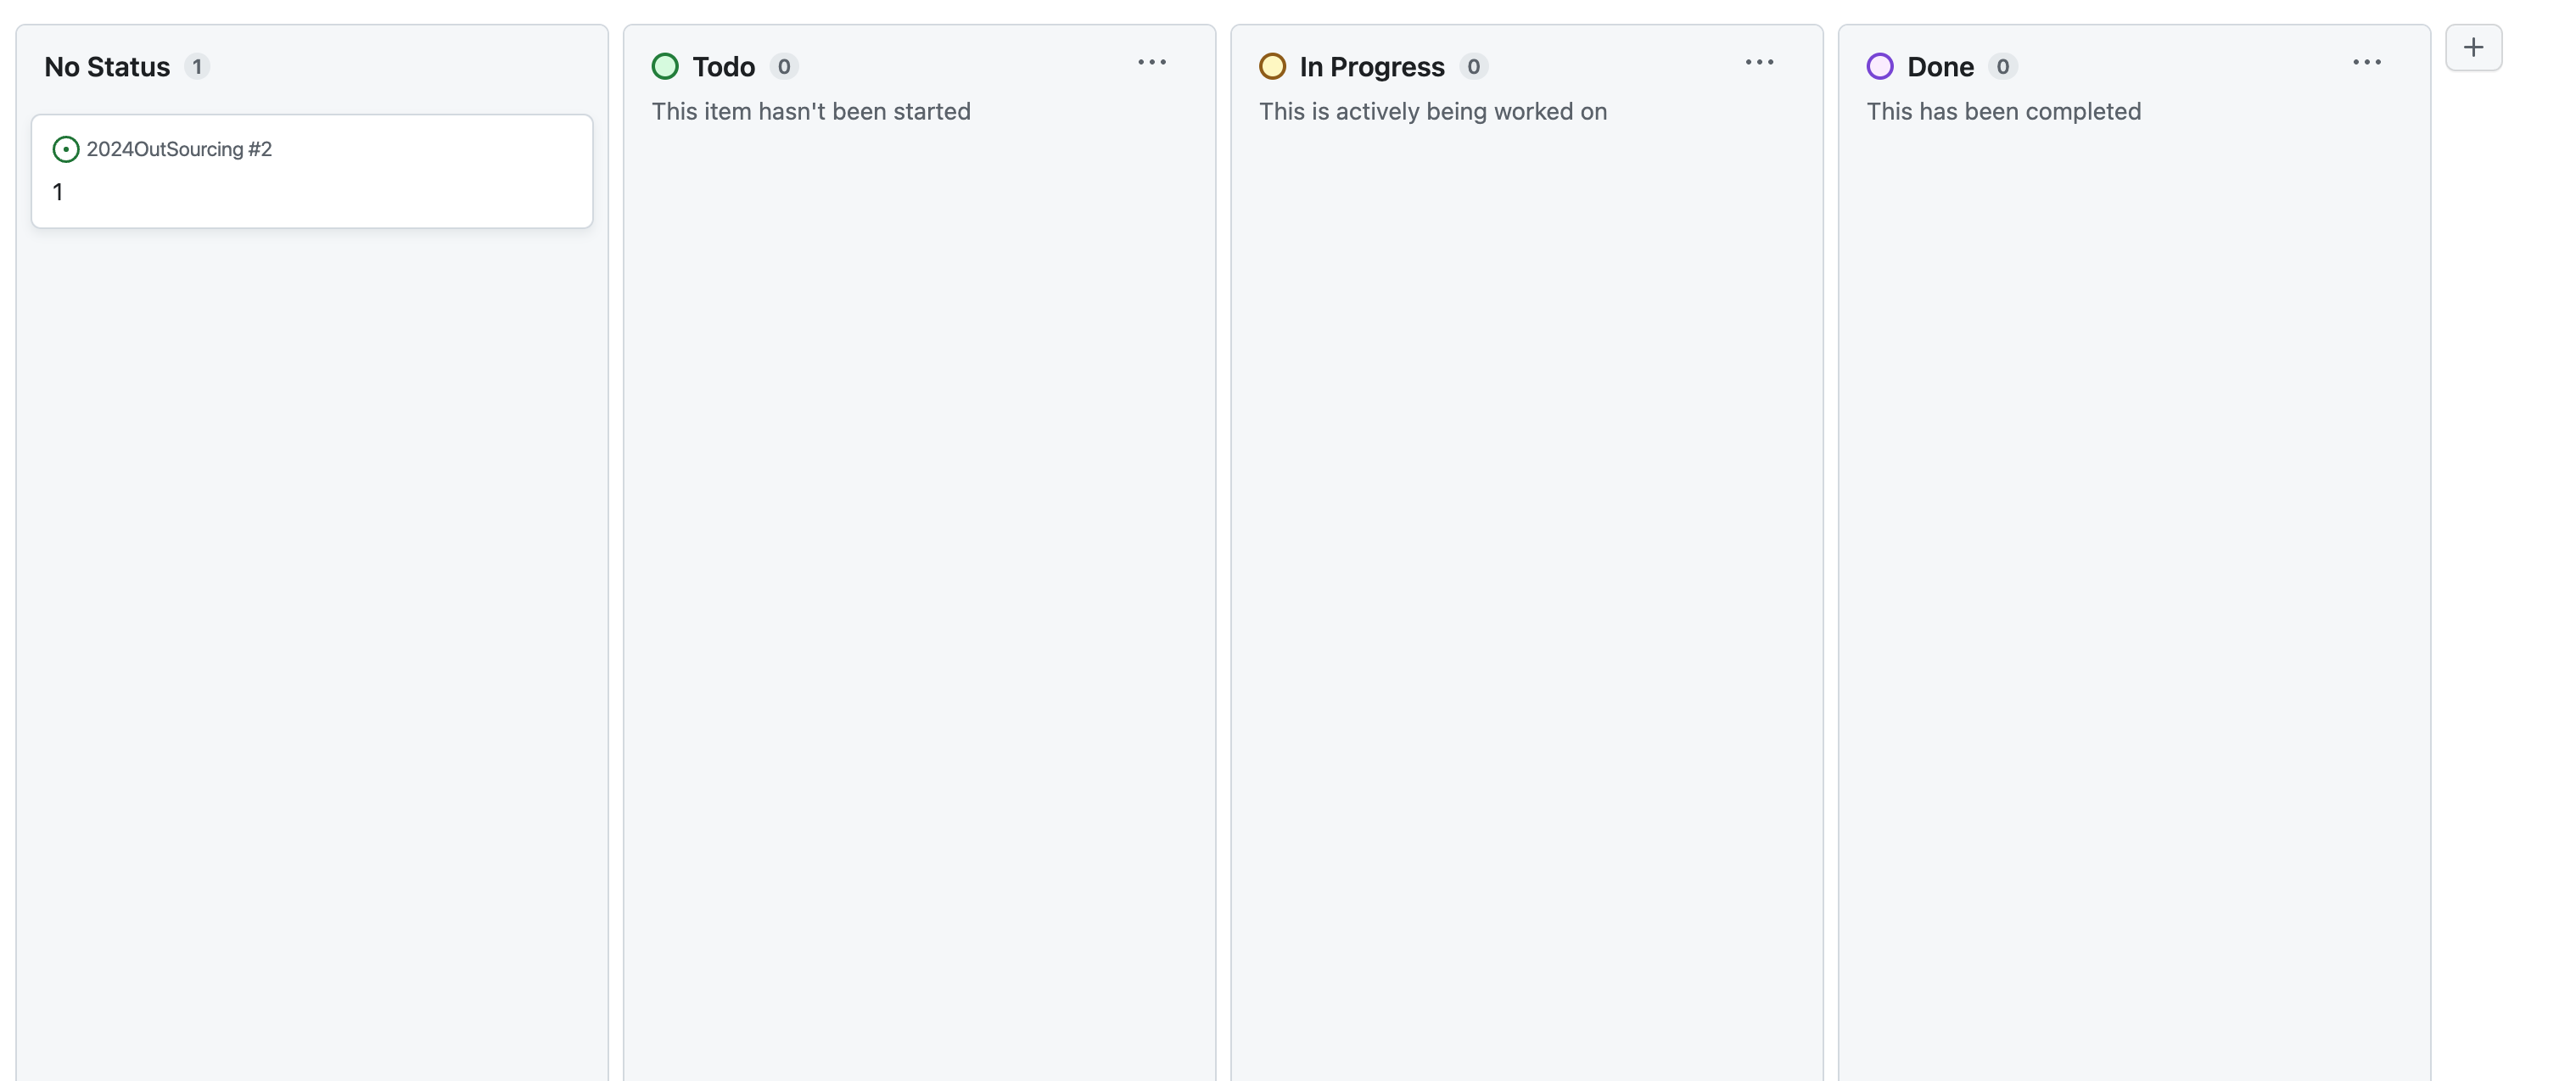 No Status 1
2024OutSourcing #2
1
Todo 0
This item hasn't been started
In Progress 0
This is actively being worked on
Done 0
This has been completed